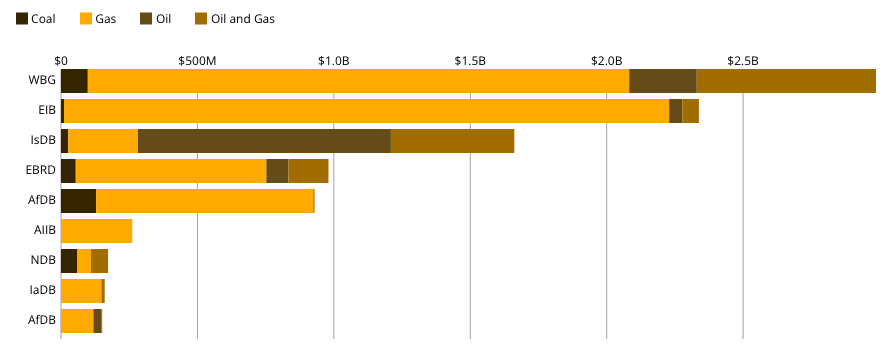 Coal Gas Oil Oil and Gas
$0 $500M $1.0B $1.5B $2.0B $2.5B
WBG
EIB
IsDB
EBRD
AfDB
AIIB
NDB
IaDB
AfDB